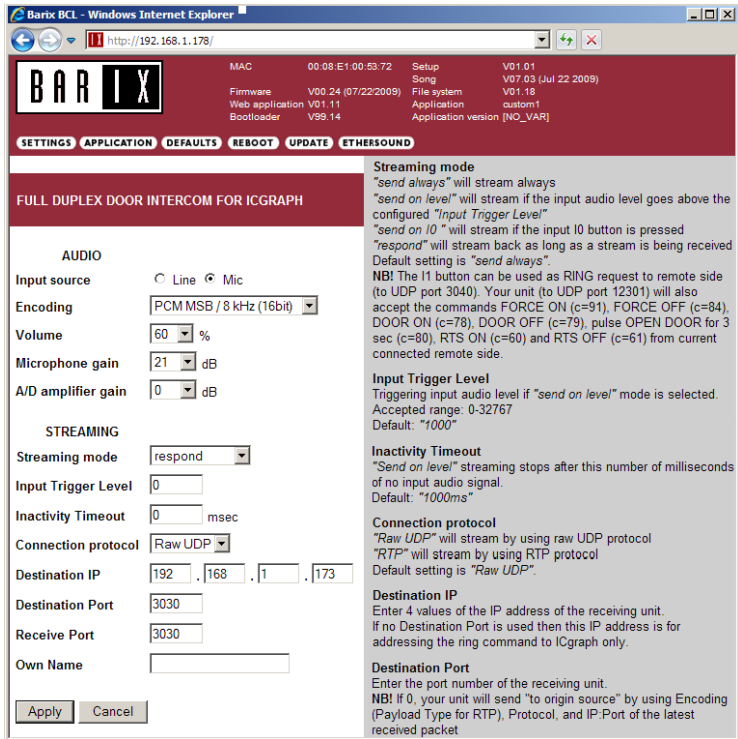 Barix BCL - Windows Internet Explorer
http://192.168.1.178/
BARIX
MAC 00:08:E1:00:53:72 Setup V01.01
Song V07.03 (Jul 22 2009)
Firmware V00.24 (07/22/2009) File system V01.18
Web application V01.11 Application custom1
Bootloader V99.14 Application version [NO_VAR]
SETTINGS APPLICATION DEFAULTS REBOOT UPDATE ETHERSOUND
FULL DUPLEX DOOR INTERCOM FOR ICGRAPH
AUDIO
Input source Line Mic
Encoding PCM MSB / 8 kHz (16bit)
Volume 60 %
Microphone gain 21 dB
A/D amplifier gain 0 dB
STREAMING
Streaming mode respond
Input Trigger Level 0
Inactivity Timeout 0 msec
Connection protocol Raw UDP
Destination IP 192 . 168 . 1 . 173
Destination Port 3030
Receive Port 3030
Own Name
Apply Cancel
Streaming mode
"send always" will stream always
"send on level" will stream if the input audio level goes above the
configured "Input Trigger Level"
"send on I0 " will stream if the input I0 button is pressed
"respond" will stream back as long as a stream is being received
Default setting is "send always".
NB! The I1 button can be used as RING request to remote side
(to UDP port 3040). Your unit (to UDP port 12301) will also
accept the commands FORCE ON (c=91), FORCE OFF (c=84),
DOOR ON (c=78), DOOR OFF (c=79), pulse OPEN DOOR for 3
sec (c=80), RTS ON (c=60) and RTS OFF (c=61) from current
connected remote side.
Input Trigger Level
Triggering input audio level if "send on level" mode is selected.
Accepted range: 0-32767
Default: "1000"
Inactivity Timeout
"Send on level" streaming stops after this number of milliseconds
of no input audio signal.
Default: "1000ms"
Connection protocol
"Raw UDP" will stream by using raw UDP protocol
"RTP" will stream by using RTP protocol
Default setting is "Raw UDP".
Destination IP
Enter 4 values of the IP address of the receiving unit.
If no Destination Port is used then this IP address is for
addressing the ring command to ICgraph only.
Destination Port
Enter the port number of the receiving unit.
NB! If 0, your unit will send "to origin source" by using Encoding
(Payload Type for RTP), Protocol, and IP:Port of the latest
received packet